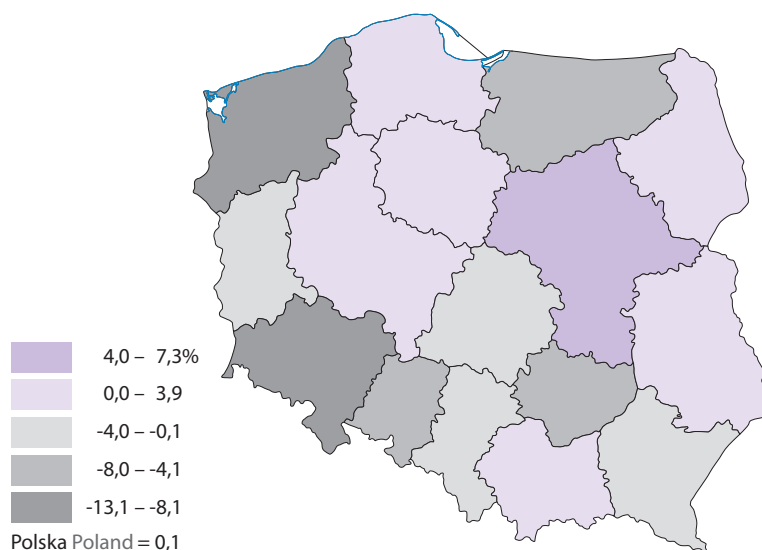 4,0 – 7,3%
0,0 – 3,9
-4,0 – -0,1
-8,0 – -4,1
-13,1 – -8,1
Polska Poland = 0,1